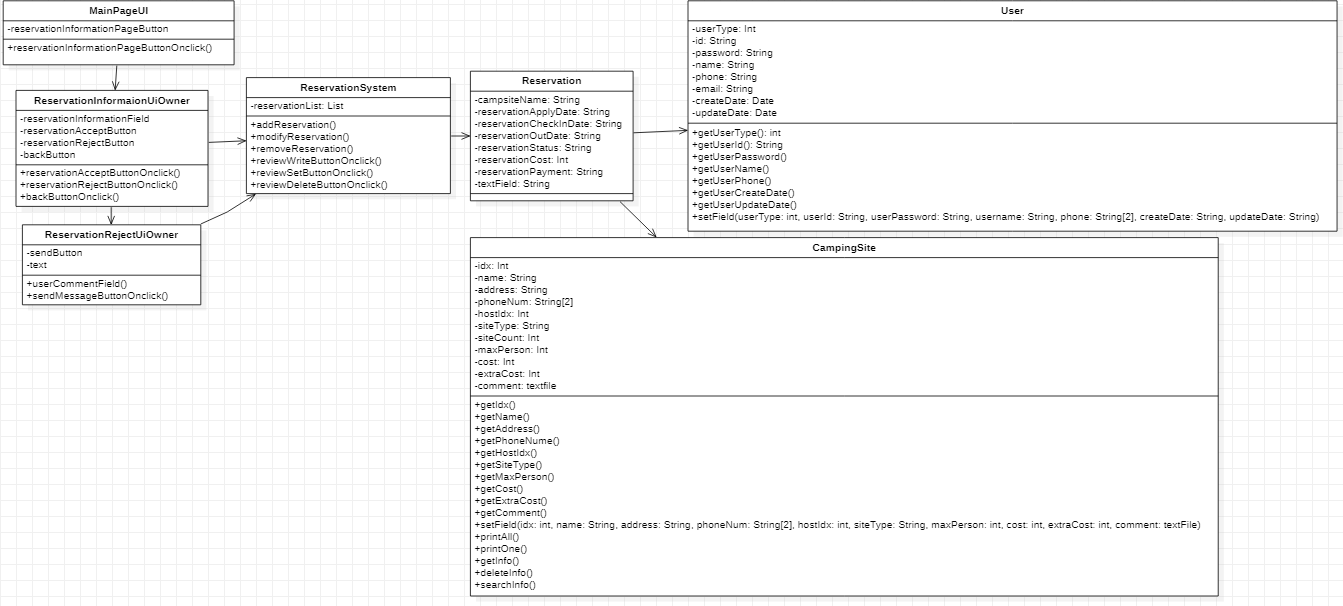 MainPageUI
-reservationInformationPageButton
+reservationInformationPageButtonOnclick()
ReservationInformaionUiOwner
-reservationInformationField
-reservationAcceptButton
-reservationRejectButton
-backButton
+reservationAcceptButtonOnclick()
+reservationRejectButtonOnclick()
+backButtonOnclick()
ReservationRejectUiOwner
-sendButton
-text
+userCommentField()
+sendMessageButtonOnclick()
ReservationSystem
-reservationList: List
+addReservation()
+modifyReservation()
+removeReservation()
+reviewWriteButtonOnclick()
+reviewSetButtonOnclick()
+reviewDeleteButtonOnclick()
Reservation
-campsiteName: String
-reservationApplyDate: String
-reservationCheckInDate: String
-reservationOutDate: String
-reservationStatus: String
-reservationCost: Int
-reservationPayment: String
-textField: String
User
-userType: Int
-id: String
-password: String
-name: String
-phone: String
-email: String
-createDate: Date
-updateDate: Date
+getUserType(): int
+getUserId(): String
+getUserPassword()
+getUserName()
+getUserPhone()
+getUserCreateDate()
+getUserUpdateDate()
+setField(userType: int, userId: String, userPassword: String, username: String, phone: String[2], createDate: String, updateDate: String)
CampingSite
-idx: Int
-name: String
-address: String
-phoneNum: String[2]
-hostIdx: Int
-siteType: String
-siteCount: Int
-maxPerson: Int
-cost: Int
-extraCost: Int
-comment: textfile
+getIdx()
+getName()
+getAddress()
+getPhoneNume()
+getHostIdx()
+getSiteType()
+getMaxPerson()
+getCost()
+getExtraCost()
+getComment()
+setField(idx: int, name: String, address: String, phoneNum: String[2], hostIdx: int, siteType: String, maxPerson: int, cost: int, extraCost: int, comment: textFile)
+printAll()
+printOne()
+getInfo()
+deleteInfo()
+searchInfo()